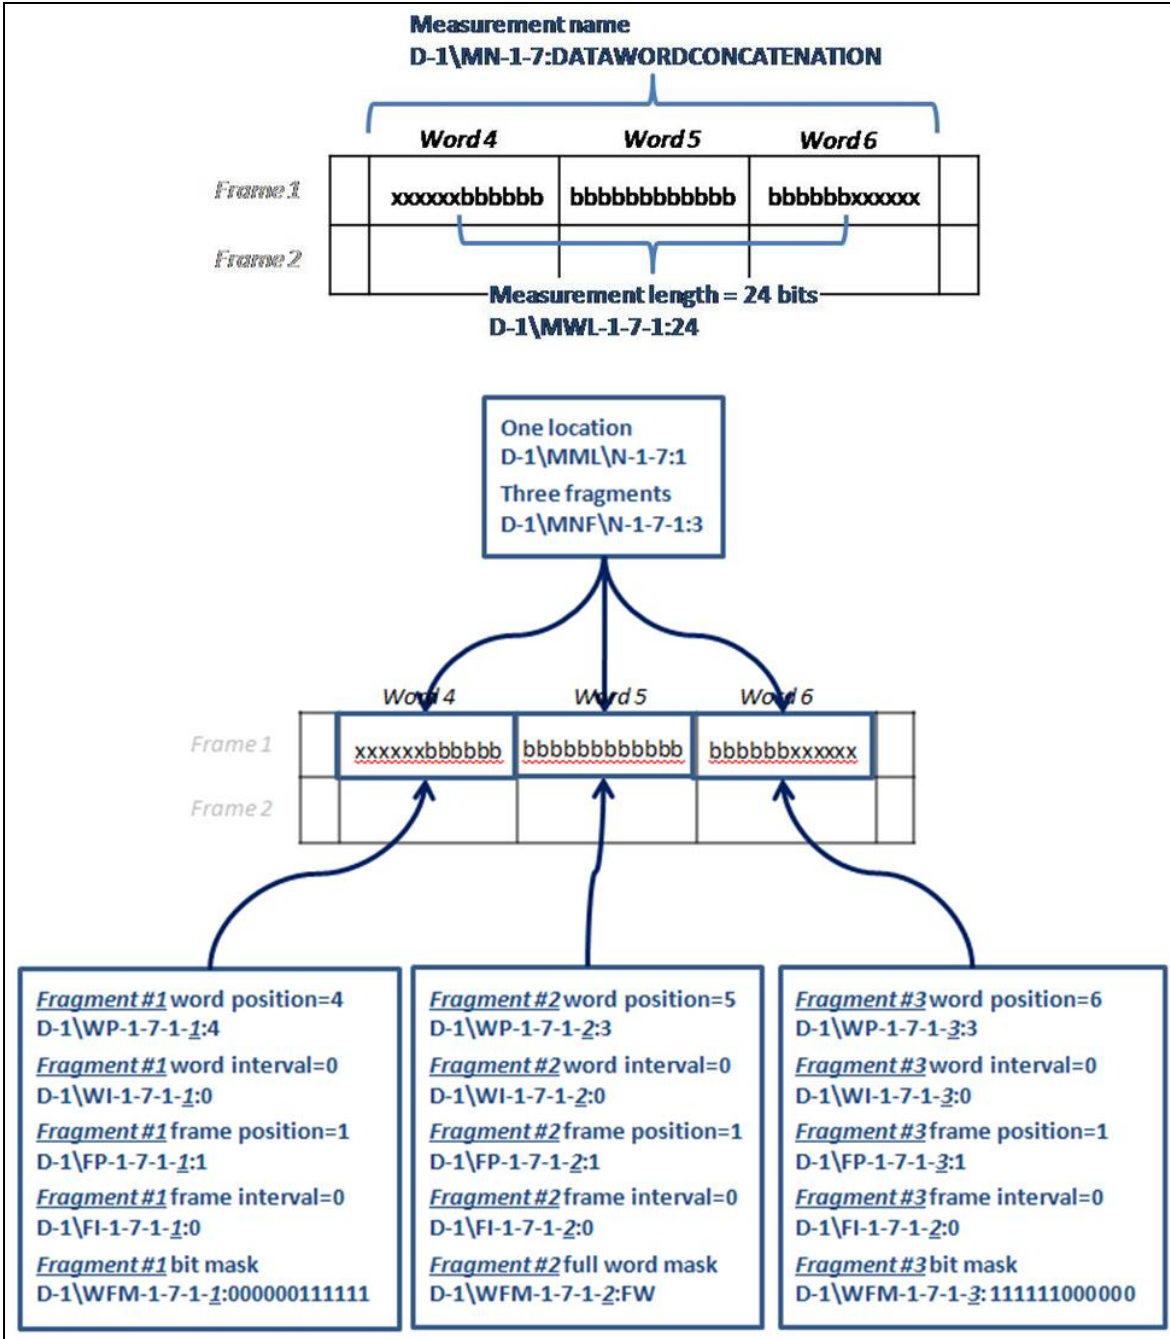 Measurement name
D-1\MN-1-7:DATAWORDCONCATENATION
Word 4 Word 5 Word 6
Frame 1 xxxxxxbbbbbb bbbbbbbbbbbb bbbbbbxxxxxx
Frame 2
Measurement length = 24 bits
D-1\MWL-1-7-1:24
One location
D-1\MML\N-1-7:1
Three fragments
D-1\MNF\N-1-7-1:3
Word 4 Word 5 Word 6
Frame 1 xxxxxxbbbbbb bbbbbbbbbbbb bbbbbbxxxxxx
Frame 2
Fragment #1 word position=4
D-1\WP-1-7-1-1:4
Fragment #1 word interval=0
D-1\WI-1-7-1-1:0
Fragment #1 frame position=1
D-1\FP-1-7-1-1:1
Fragment #1 frame interval=0
D-1\FI-1-7-1-1:0
Fragment #1 bit mask
D-1\WFM-1-7-1-1:000000111111
Fragment #2 word position=5
D-1\WP-1-7-1-2:3
Fragment #2 word interval=0
D-1\WI-1-7-1-2:0
Fragment #2 frame position=1
D-1\FP-1-7-1-2:1
Fragment #2 frame interval=0
D-1\FI-1-7-1-2:0
Fragment #2 full word mask
D-1\WFM-1-7-1-2:FW
Fragment #3 word position=6
D-1\WP-1-7-1-3:3
Fragment #3 word interval=0
D-1\WI-1-7-1-3:0
Fragment #3 frame position=1
D-1\FP-1-7-1-3:1
Fragment #3 frame interval=0
D-1\FI-1-7-1-2:0
Fragment #3 bit mask
D-1\WFM-1-7-1-3:111111000000